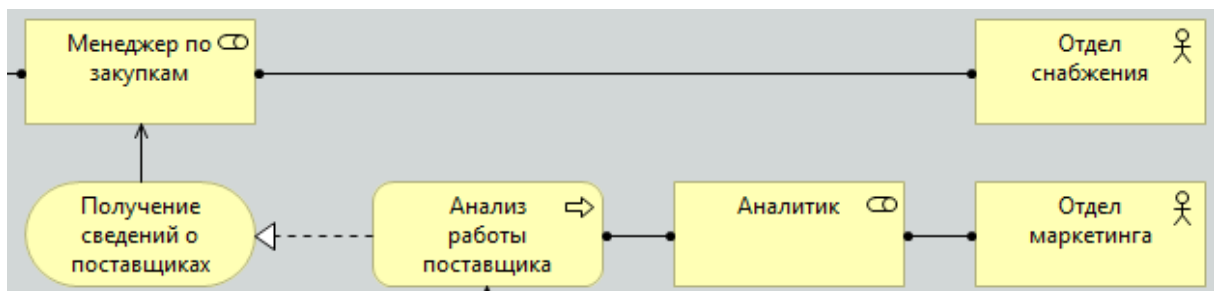 Менеджер по
закупкам
Отдел
снабжения
Получение
сведений о
поставщиках
Анализ
работы
поставщика
Аналитик
Отдел
маркетинга